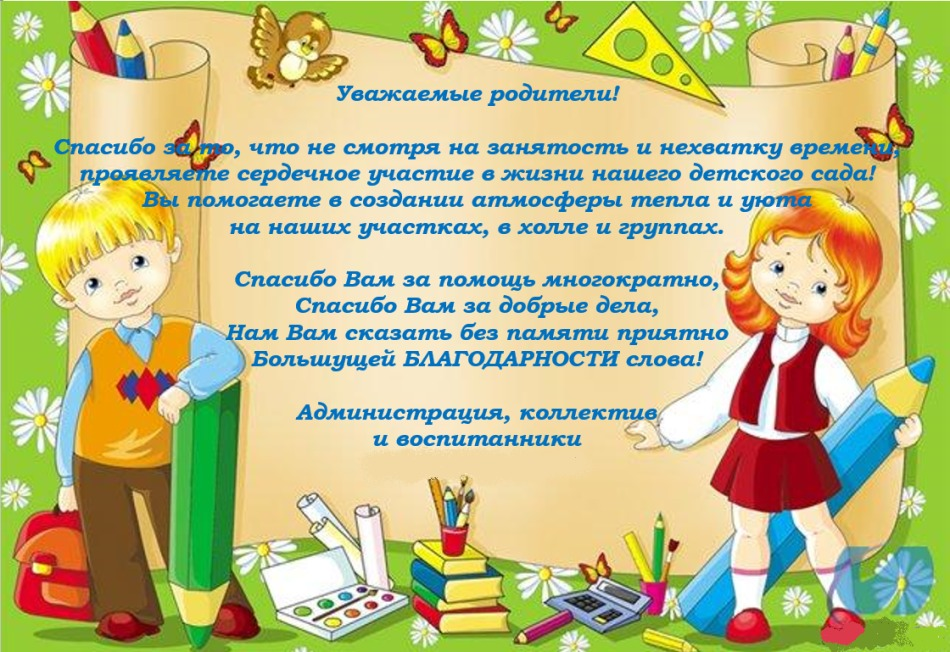 Уважаемые родители!
Спасибо за то, что не смотря на занятость и нехватку времени,
проявляете сердечное участие в жизни нашего детского сада!
Вы помогаете в создании атмосферы тепла и уюта
на наших участках, в холле и группах.
Спасибо Вам за помощь многократно,
Спасибо Вам за добрые дела,
Нам Вам сказать без памяти приятно
Большущей БЛАГОДАРНОСТИ слова!
Администрация, коллектив
и воспитанники